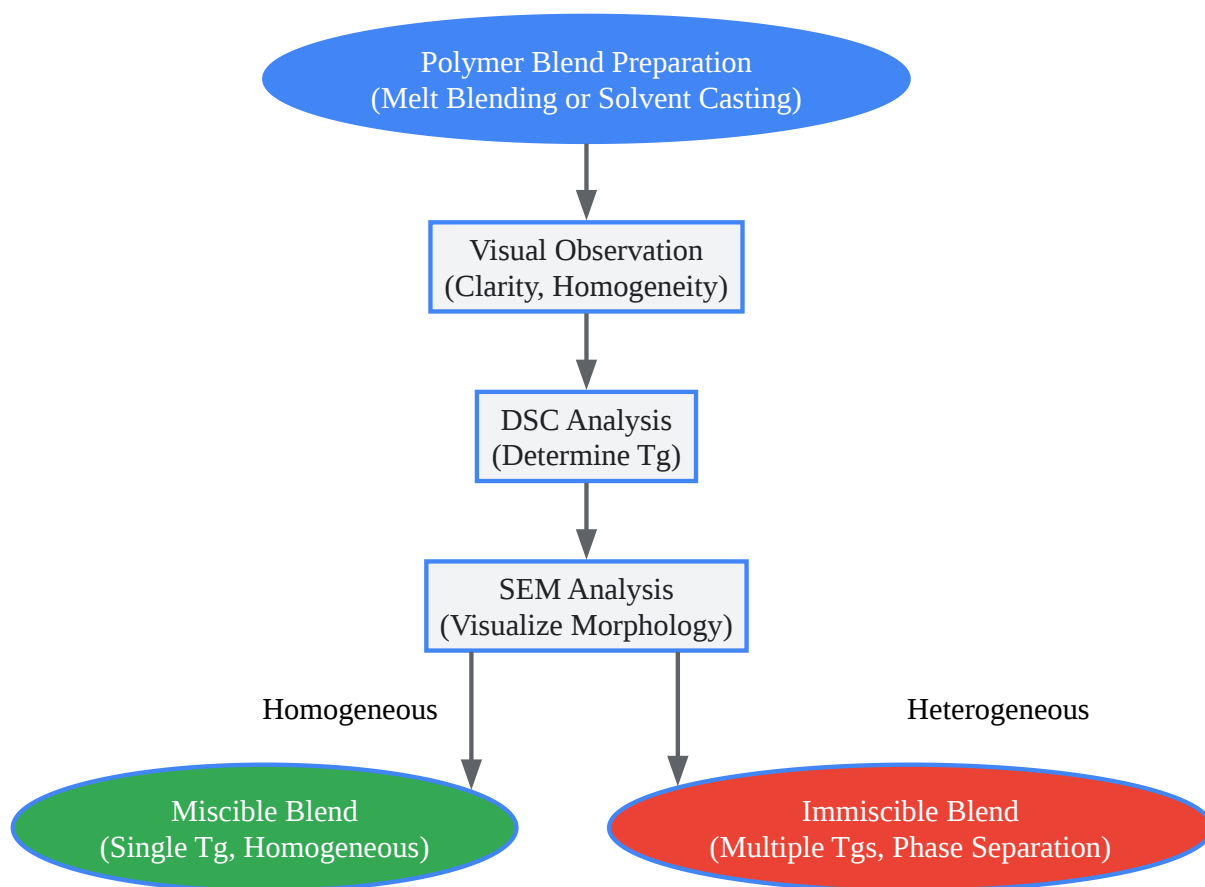 Polymer Blend Preparation
(Melt Blending or Solvent Casting)
Visual Observation
(Clarity, Homogeneity)
DSC Analysis
(Determine Tg)
SEM Analysis
(Visualize Morphology)
Homogeneous
Heterogeneous
Miscible Blend
(Single Tg, Homogeneous)
Immiscible Blend
(Multiple Tgs, Phase Separation)